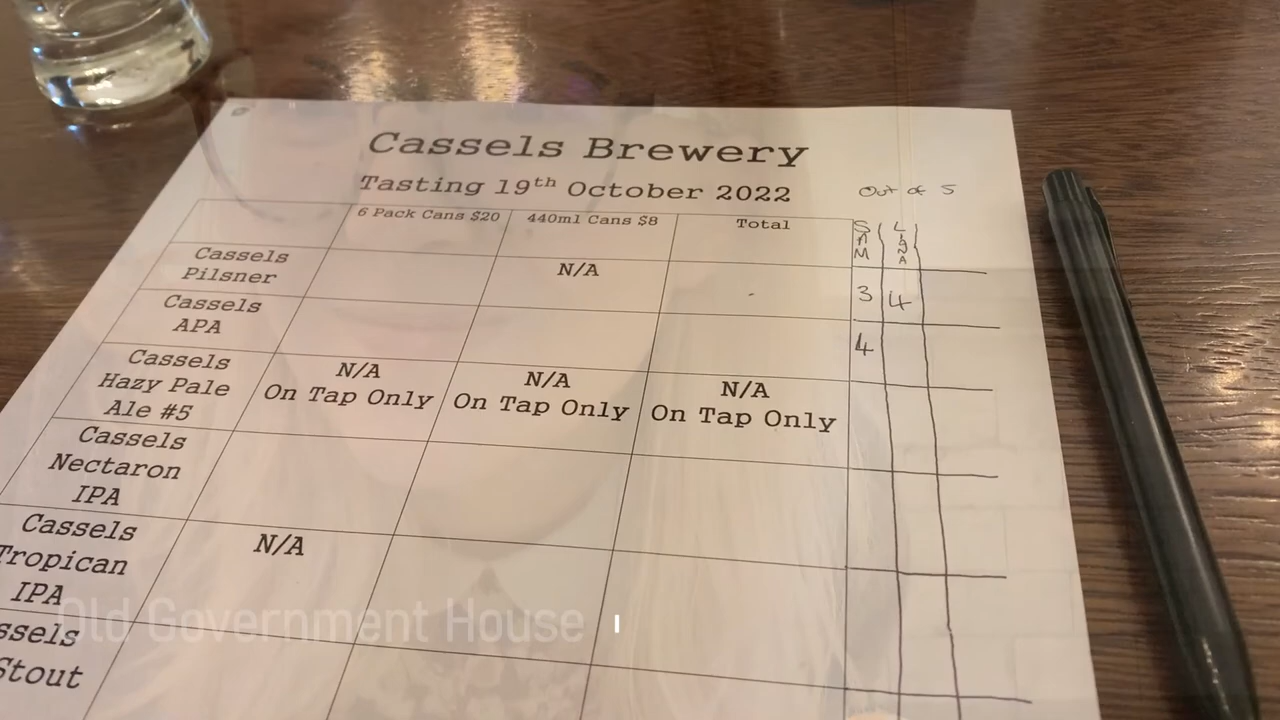 Cassels Brewery
Tasting 19th October 2022
Out of 5
6 Pack Cans $20
440ml Cans $8
Total
SAM
LIANA
Cassels
Pilsner
N/A
3
4
Cassels
APA
4
Cassels
Hazy Pale
Ale #5
N/A
On Tap Only
N/A
On Tap Only
N/A
On Tap Only
Cassels
Nectaron
IPA
Cassels
Tropican
IPA
N/A
ssels
Stout
Old Government House